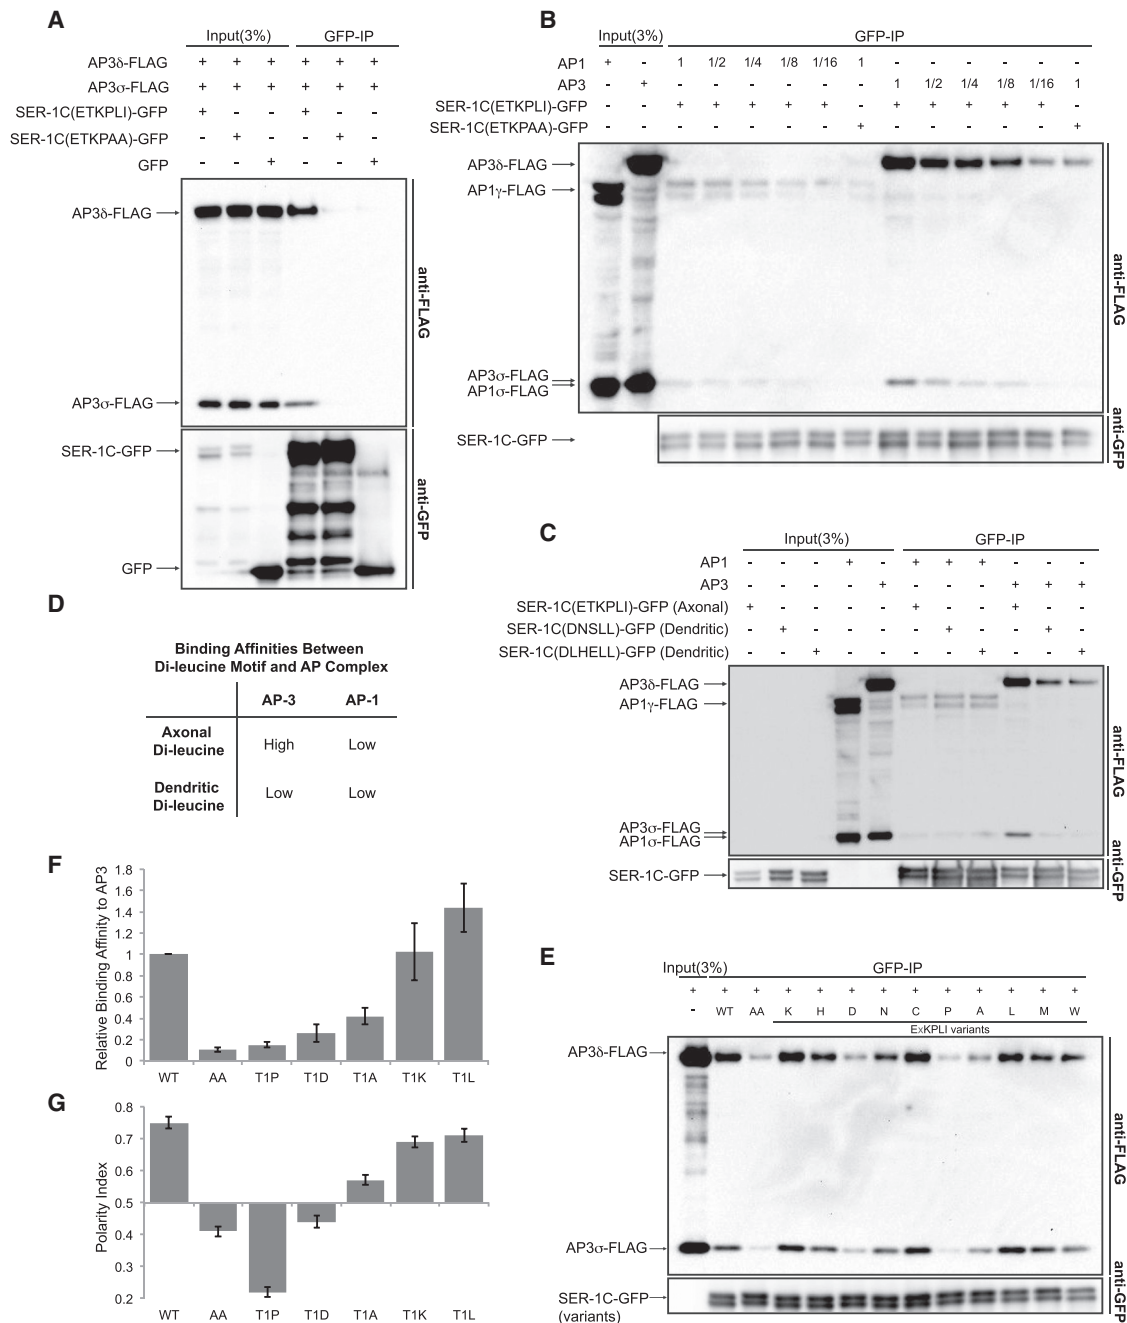 A
Input(3%) GFP-IP
AP3δ-FLAG + + + + + +
AP3σ-FLAG + + + + + +
SER-1C(ETKPLI)-GFP + - - + - -
SER-1C(ETKPAA)-GFP - + - - + -
GFP - - + - - +
AP3δ-FLAG
AP3σ-FLAG
anti-FLAG
SER-1C-GFP
GFP
anti-GFP
B
Input(3%) GFP-IP
AP1 + - 1 1/2 1/4 1/8 1/16 1 - - - - - -
AP3 - + - - - - - - 1 1/2 1/4 1/8 1/16 1
SER-1C(ETKPLI)-GFP - - + + + + + - + + + + + -
SER-1C(ETKPAA)-GFP - - - - - - - + - - - - - +
AP3δ-FLAG
AP1γ-FLAG
AP3σ-FLAG
AP1σ-FLAG
anti-FLAG
SER-1C-GFP
anti-GFP
C
Input(3%) GFP-IP
AP1 - - - + - + + + - - -
AP3 - - - - + - - - + + +
SER-1C(ETKPLI)-GFP (Axonal) + - - - - + - - + - -
SER-1C(DNSLL)-GFP (Dendritic) - + - - - - + - - + -
SER-1C(DLHELL)-GFP (Dendritic) - - + - - - - + - - +
AP3δ-FLAG
AP1γ-FLAG
AP3σ-FLAG
AP1σ-FLAG
anti-FLAG
SER-1C-GFP
anti-GFP
D
Binding Affinities Between
Di-leucine Motif and AP Complex
AP-3 AP-1
Axonal
Di-leucine High Low
Dendritic
Di-leucine Low Low
F
Relative Binding Affinity to AP3
1.8
1.6
1.4
1.2
1
0.8
0.6
0.4
0.2
0
WT AA T1P T1D T1A T1K T1L
G
Polarity Index
0.8
0.7
0.6
0.5
0.4
0.3
0.2
WT AA T1P T1D T1A T1K T1L
E
Input(3%) GFP-IP
+ + + + + + + + + + + +
- WT AA K H D N C P A L M W
ExKPLI variants
AP3δ-FLAG
AP3σ-FLAG
anti-FLAG
SER-1C-GFP
(variants)
anti-GFP